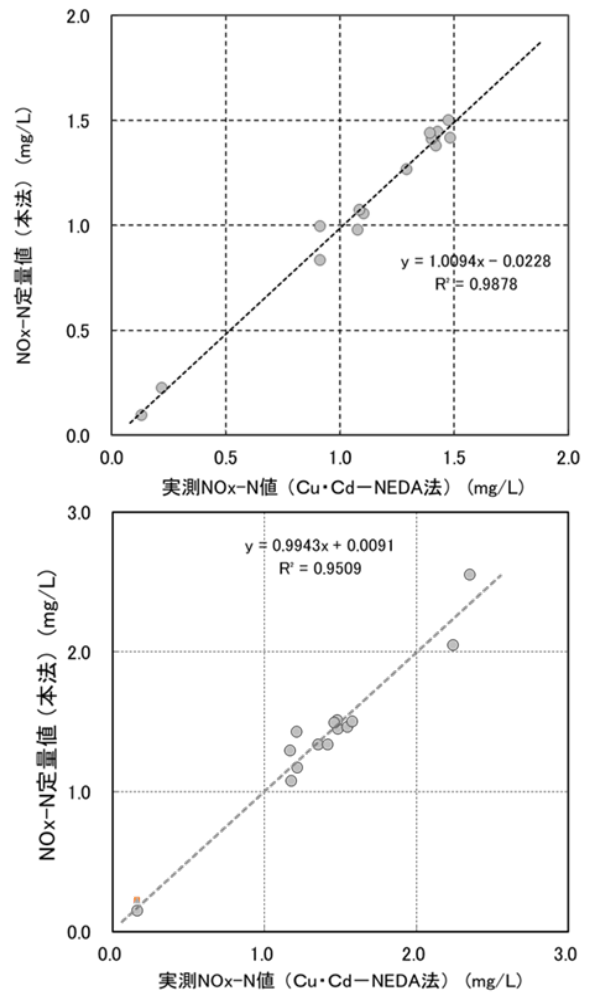 2.0
1.5
1.0
0.5
0.0
NOx-N定量値（本法） (mg/L)
y = 1.0094x − 0.0228
R² = 0.9878
0.0 0.5 1.0 1.5 2.0
実測NOx-N値（Cu・Cd－NEDA法） (mg/L)
3.0
2.0
1.0
0.0
NOx-N定量値（本法） (mg/L)
y = 0.9943x + 0.0091
R² = 0.9509
0.0 1.0 2.0 3.0
実測NOx-N値（Cu・Cd－NEDA法） (mg/L)